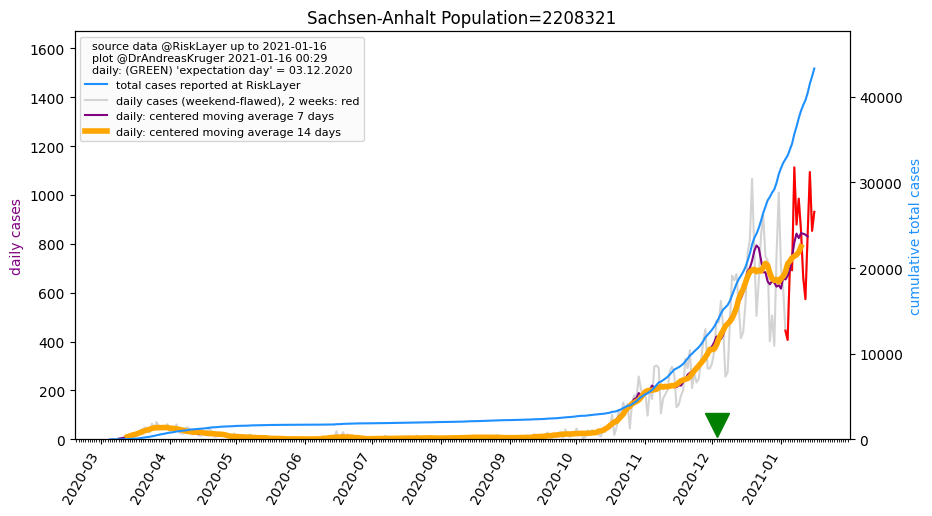 Sachsen-Anhalt Population=2208321
source data @RiskLayer up to 2021-01-16
plot @DrAndreasKruger 2021-01-16 00:29
daily: (GREEN) 'expectation day' = 03.12.2020
total cases reported at RiskLayer
daily cases (weekend-flawed), 2 weeks: red
daily: centered moving average 7 days
daily: centered moving average 14 days
daily cases
1600
1400
1200
1000
800
600
400
200
0
40000
30000
20000
10000
0
cumulative total cases
2020-03
2020-04
2020-05
2020-06
2020-07
2020-08
2020-09
2020-10
2020-11
2020-12
2021-01